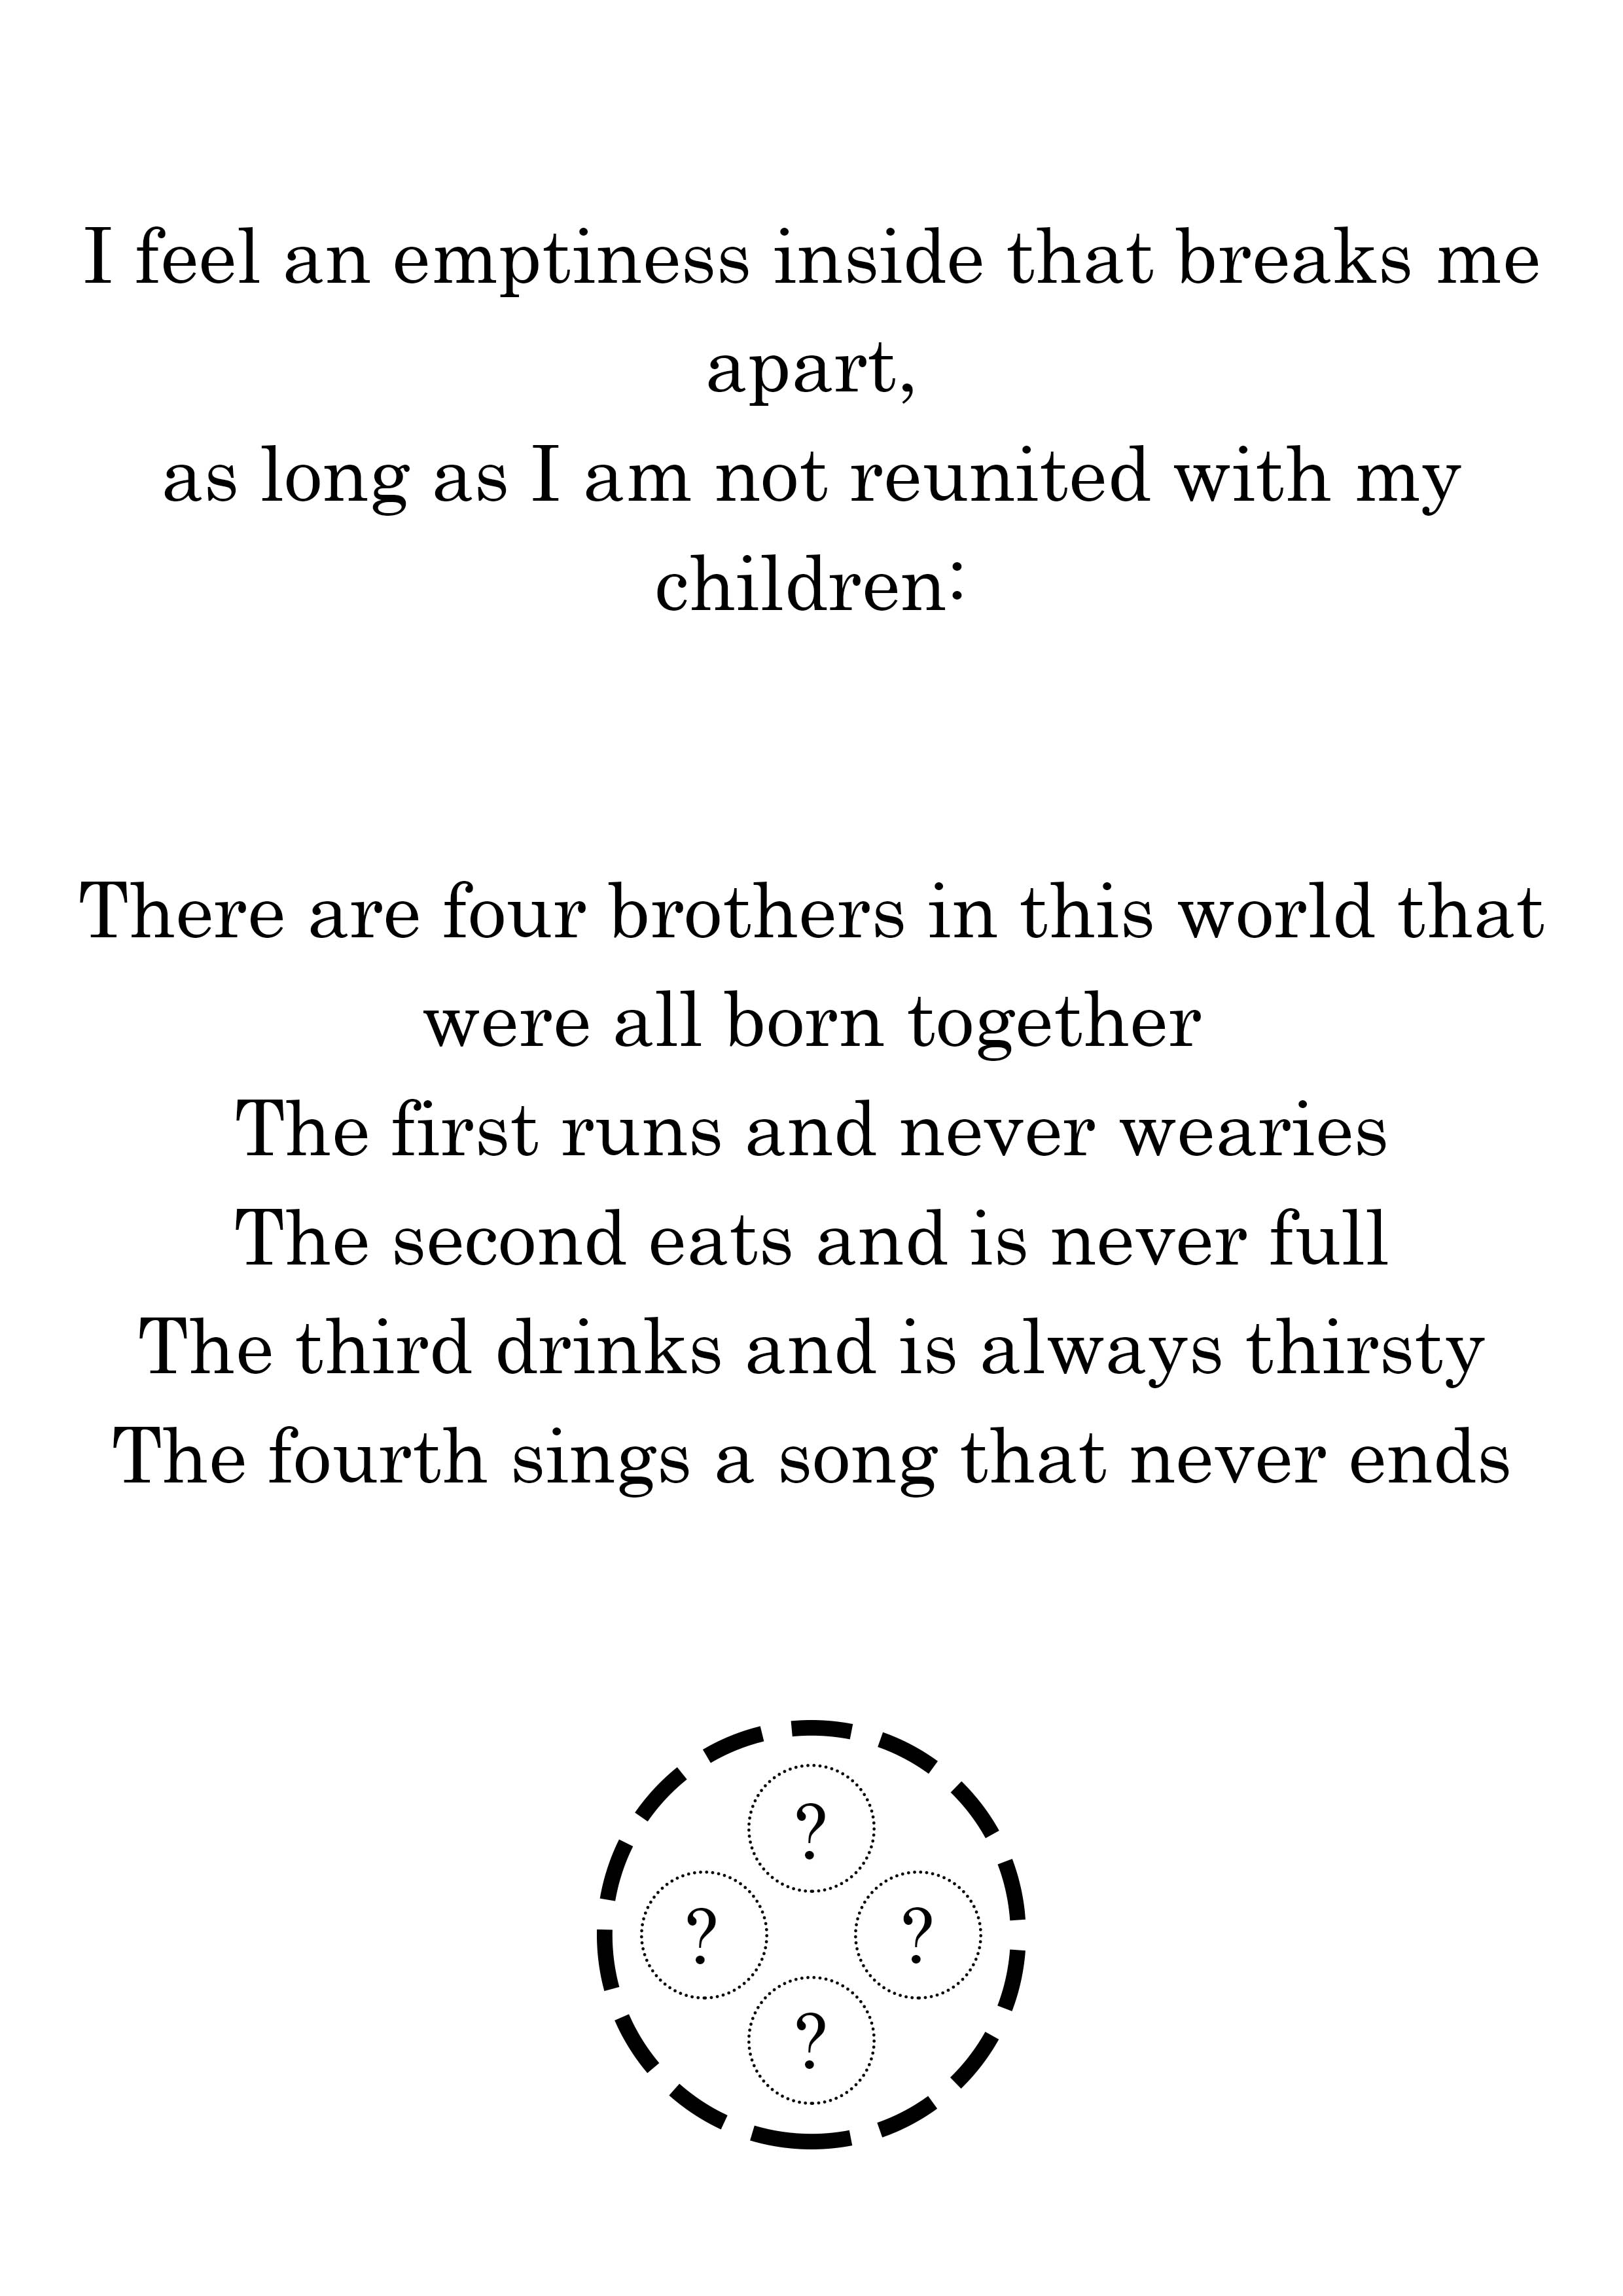 I feel an emptiness inside that breaks me
apart,
as long as I am not reunited with my
children:
There are four brothers in this world that
were all born together
The first runs and never wearies
The second eats and is never full
The third drinks and is always thirsty
The fourth sings a song that never ends
?
? ?
?